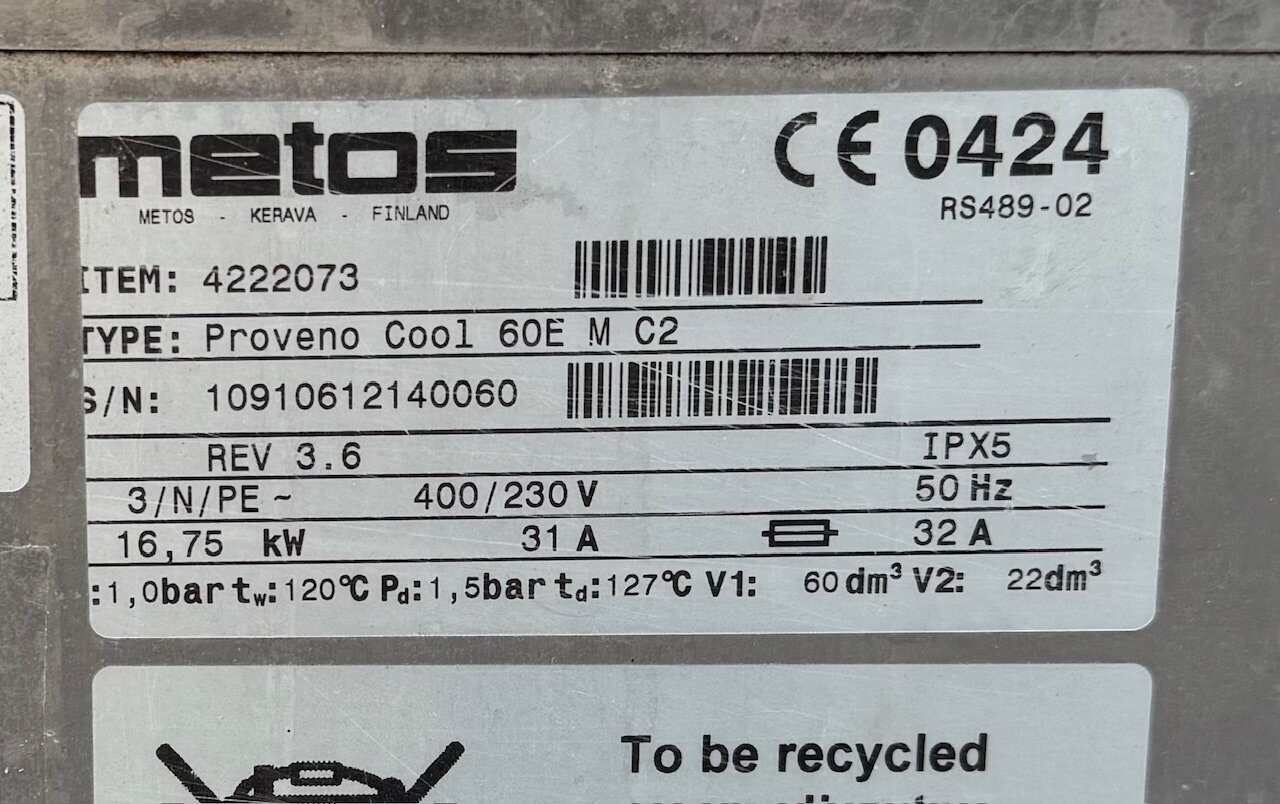 metos
METOS - KERAVA - FINLAND
CE 0424
RS489-02
ITEM: 4222073
TYPE: Proveno Cool 60E M C2
S/N: 10910612140060
REV 3.6 IPX5
3/N/PE ~ 400/230 V 50 Hz
16,75 kW 31 A 32 A
:1,0bar tw:120°C Pd:1,5bar td:127°C V1: 60 dm³ V2: 22dm³
To be recycled